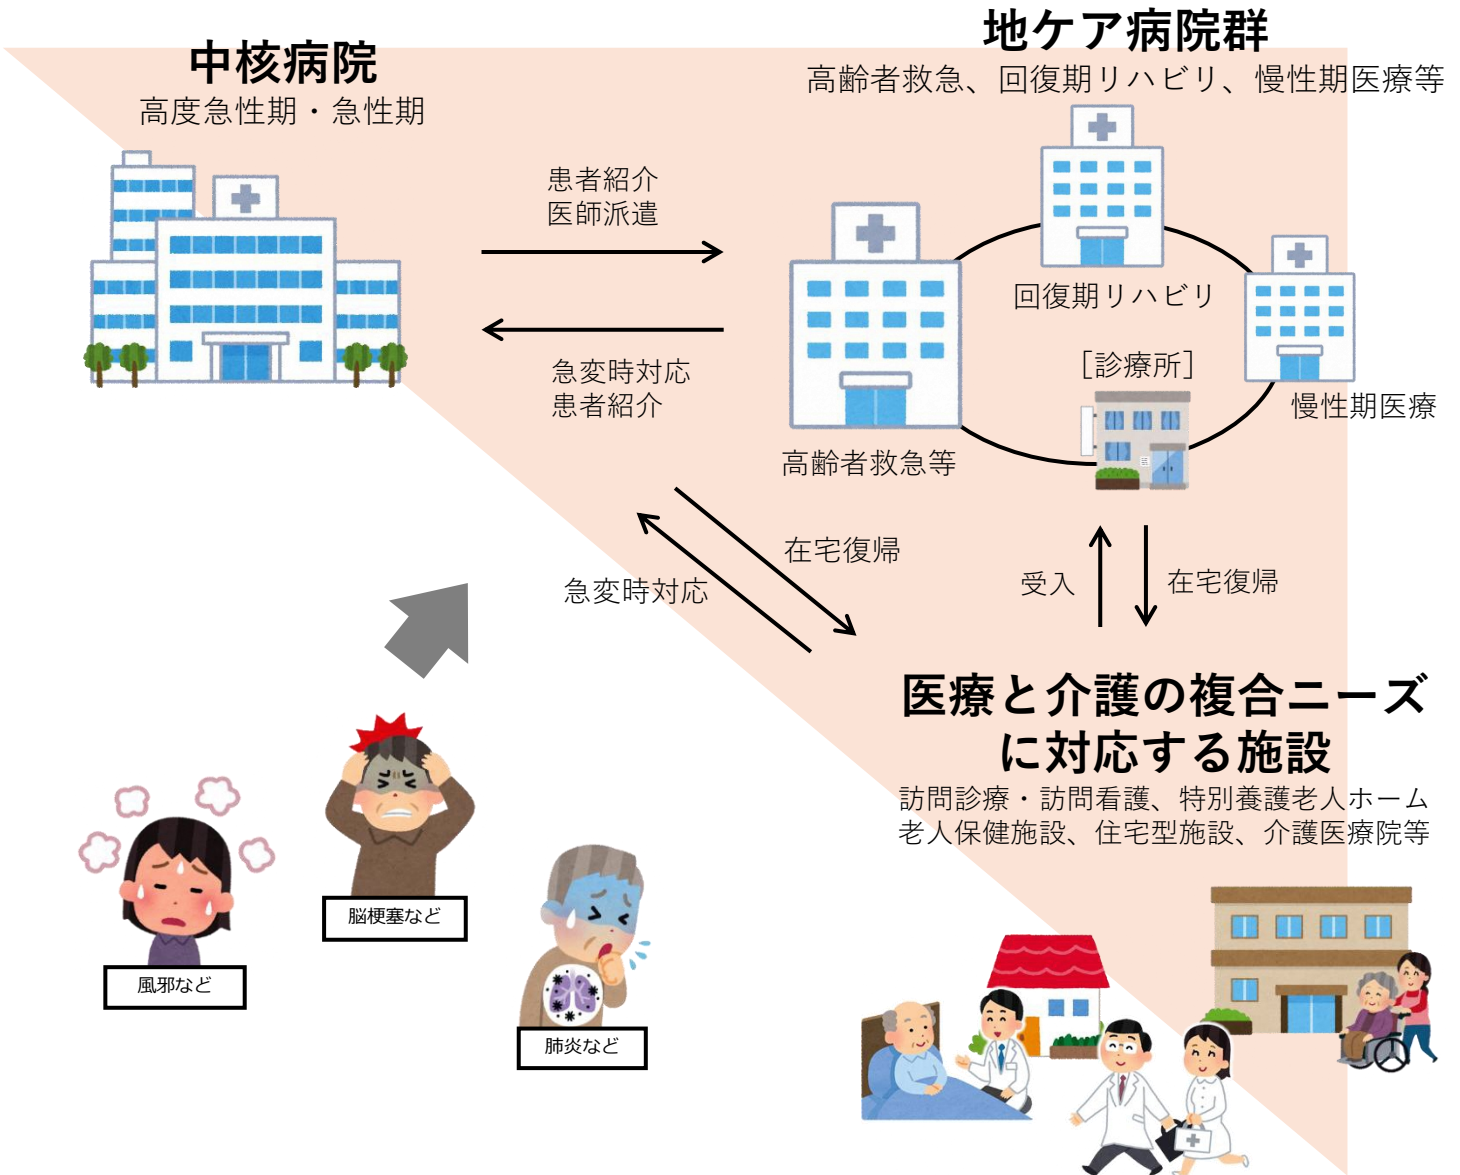 中核病院
高度急性期・急性期
地ケア病院群
高齢者救急、回復期リハビリ、慢性期医療等
患者紹介
医師派遣
急変時対応
患者紹介
回復期リハビリ
［診療所］
慢性期医療
高齢者救急等
在宅復帰
急変時対応
受入
在宅復帰
医療と介護の複合ニーズ
に対応する施設
訪問診療・訪問看護、特別養護老人ホーム
老人保健施設、住宅型施設、介護医療院等
脳梗塞など
風邪など
肺炎など